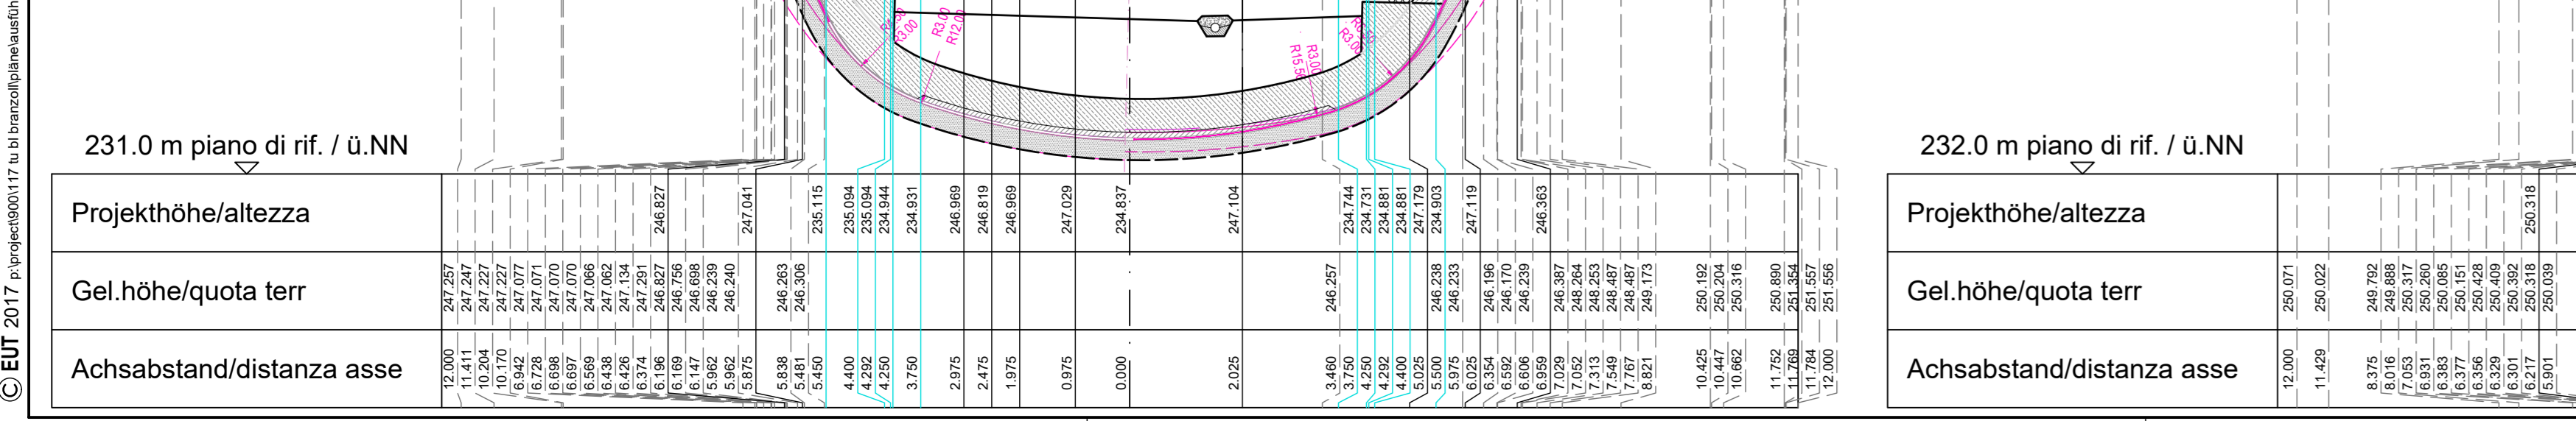 © EUT 2017 p:\project\900\117 tu bl branzoll\pläne\ausfüh
R3.00
R3.00
R12.00
R3.00
R15.50
R3.00
231.0 m piano di rif. / ü.NN
Projekthöhe/altezza
246.827 247.041 235.115 235.094 235.094 234.944 234.931 246.969 246.819 246.969 247.029 234.837 247.104 234.744 234.731 234.881 234.881 247.179 234.903 247.119 246.363
Gel.höhe/quota terr
247.257 247.247 247.227 247.227 247.077 247.071 247.070 247.070 247.066 247.062 247.134 247.291 246.827 246.756 246.698 246.239 246.240 246.263 246.306 246.257 246.238 246.233 246.196 246.170 246.239 246.387 248.264 248.253 248.487 248.487 249.173 250.192 250.204 250.316 250.890 251.354 251.557 251.556
Achsabstand/distanza asse
12.000 11.411 10.204 10.170 6.942 6.728 6.698 6.697 6.569 6.438 6.426 6.374 6.196 6.169 6.147 5.962 5.962 5.875 5.838 5.481 5.450 4.400 4.292 4.250 3.750 2.975 2.475 1.975 0.975 0.000 2.025 3.460 3.750 4.250 4.292 4.400 5.025 5.500 5.975 6.025 6.354 6.592 6.606 6.959 7.029 7.052 7.313 7.549 7.767 8.821 10.425 10.447 10.662 11.752 11.769 11.784 12.000
232.0 m piano di rif. / ü.NN
Projekthöhe/altezza
250.318
Gel.höhe/quota terr
250.071 250.022 249.792 249.888 250.317 250.260 250.085 250.151 250.428 250.409 250.392 250.318 250.039
Achsabstand/distanza asse
12.000 11.429 8.375 8.016 7.053 6.931 6.383 6.377 6.356 6.329 6.301 6.217 5.901